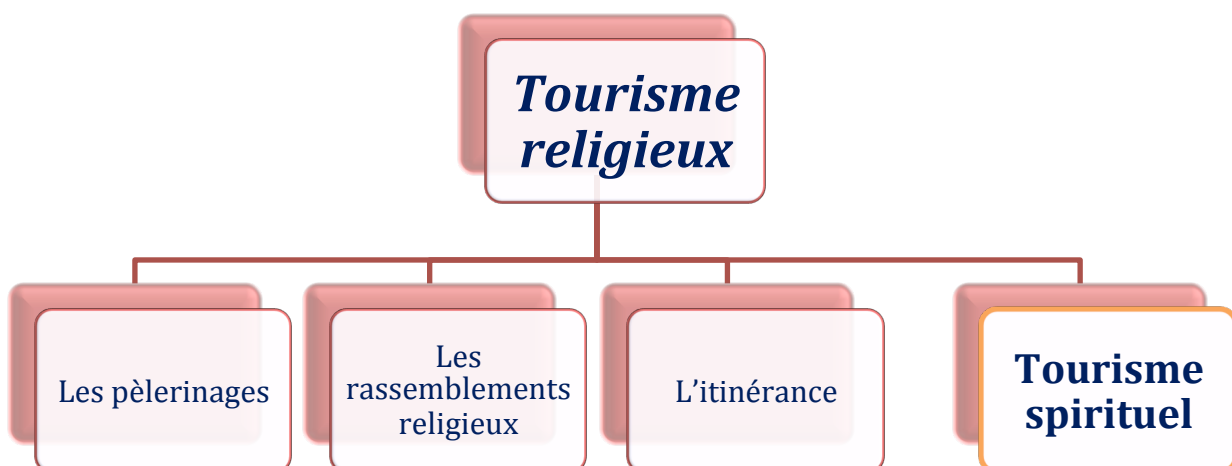 Tourisme
religieux
Les pèlerinages
Les
rassemblements
religieux
L’itinérance
Tourisme
spirituel